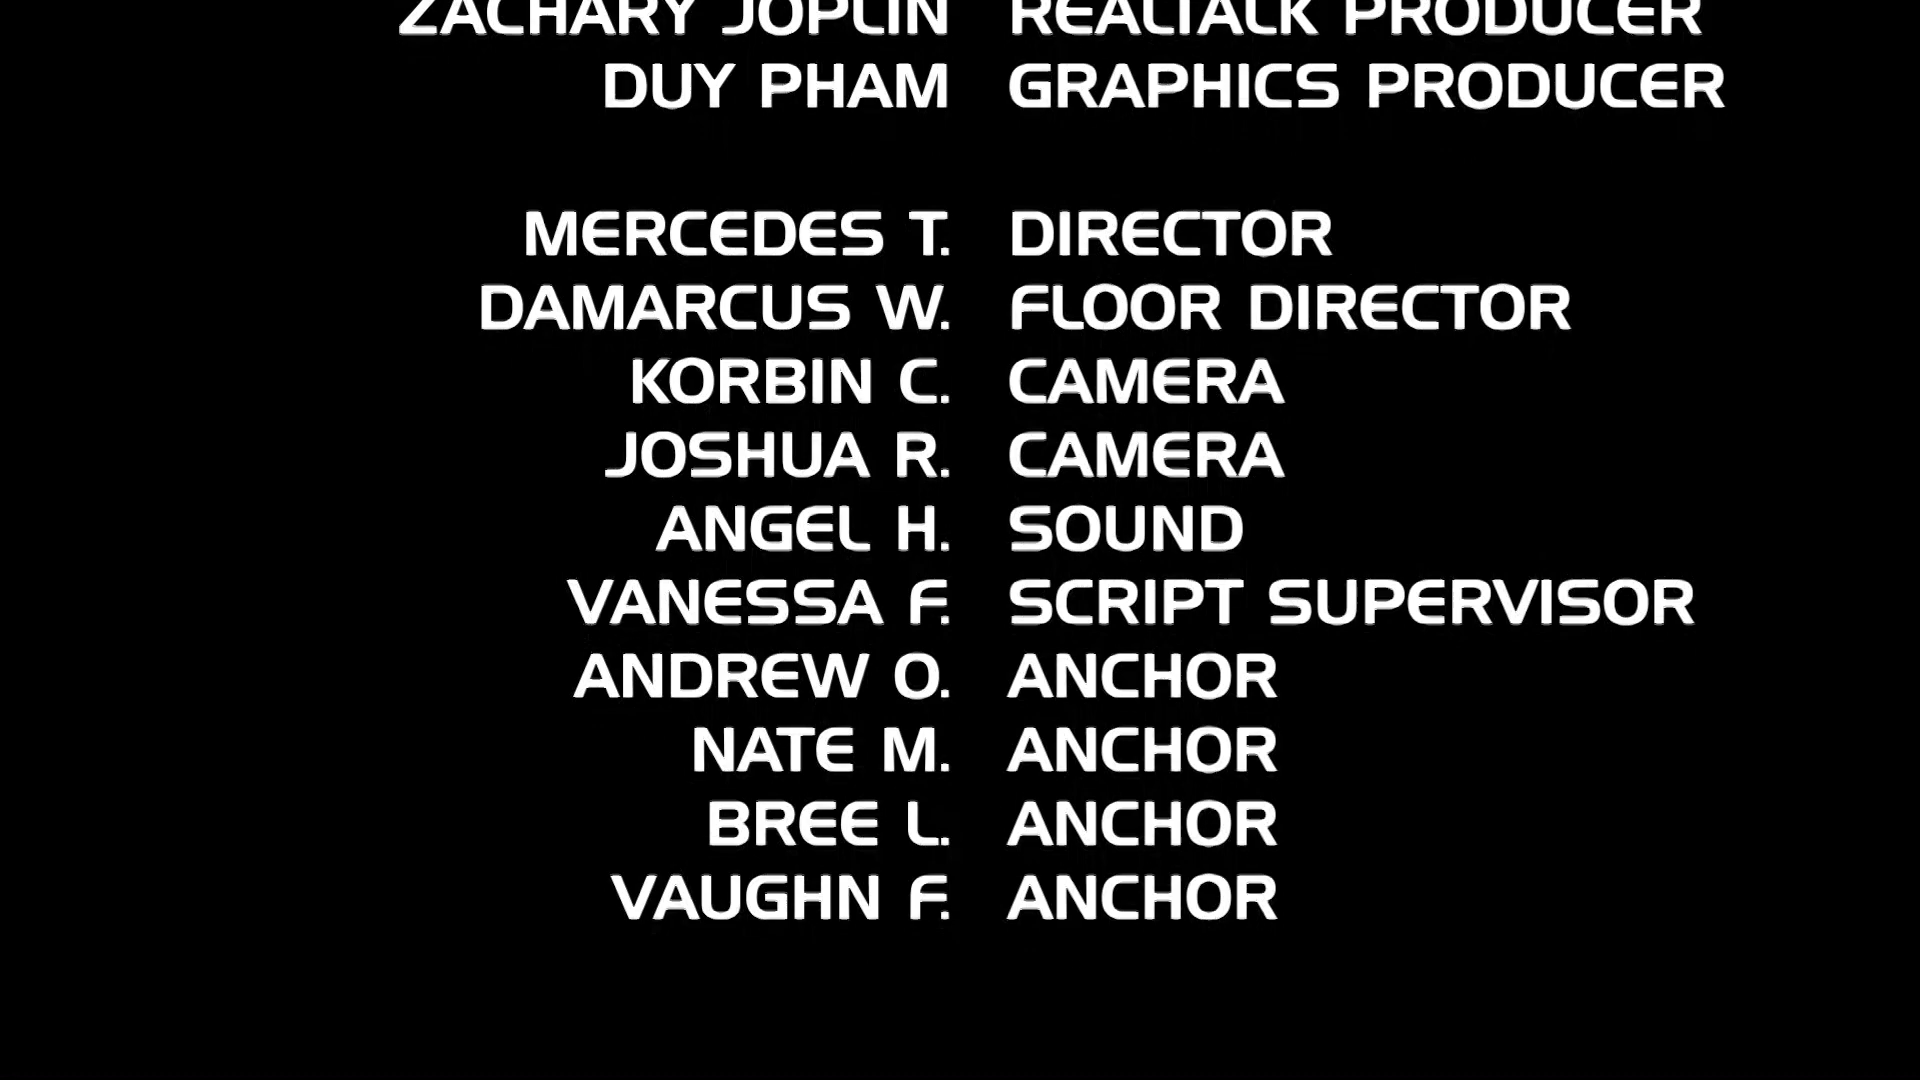 ZACHARY JOPLIN REALTALK PRODUCER
DUY PHAM GRAPHICS PRODUCER
MERCEDES T. DIRECTOR
DAMARCUS W. FLOOR DIRECTOR
KORBIN C. CAMERA
JOSHUA R. CAMERA
ANGEL H. SOUND
VANESSA F. SCRIPT SUPERVISOR
ANDREW O. ANCHOR
NATE M. ANCHOR
BREE L. ANCHOR
VAUGHN F. ANCHOR